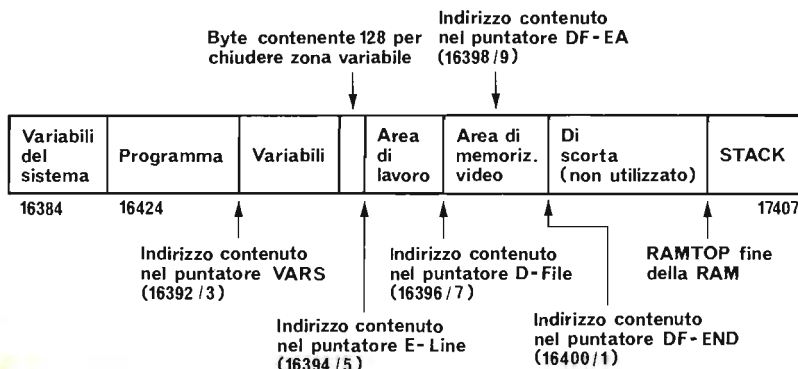 Indirizzo contenuto
nel puntatore DF-EA
(16398/9)
Byte contenente 128 per
chiudere zona variabile
Variabili
del
sistema
Programma
Variabili
Area
di
lavoro
Area di
memoriz.
video
Di
scorta
(non utilizzato)
STACK
16384
16424
17407
Indirizzo contenuto
nel puntatore VARS
(16392/3)
Indirizzo contenuto
nel puntatore D-File
(16396/7)
RAMTOP fine
della RAM
Indirizzo contenuto
nel puntatore E-Line
(16394/5)
Indirizzo contenuto
nel puntatore DF-END
(16400/1)